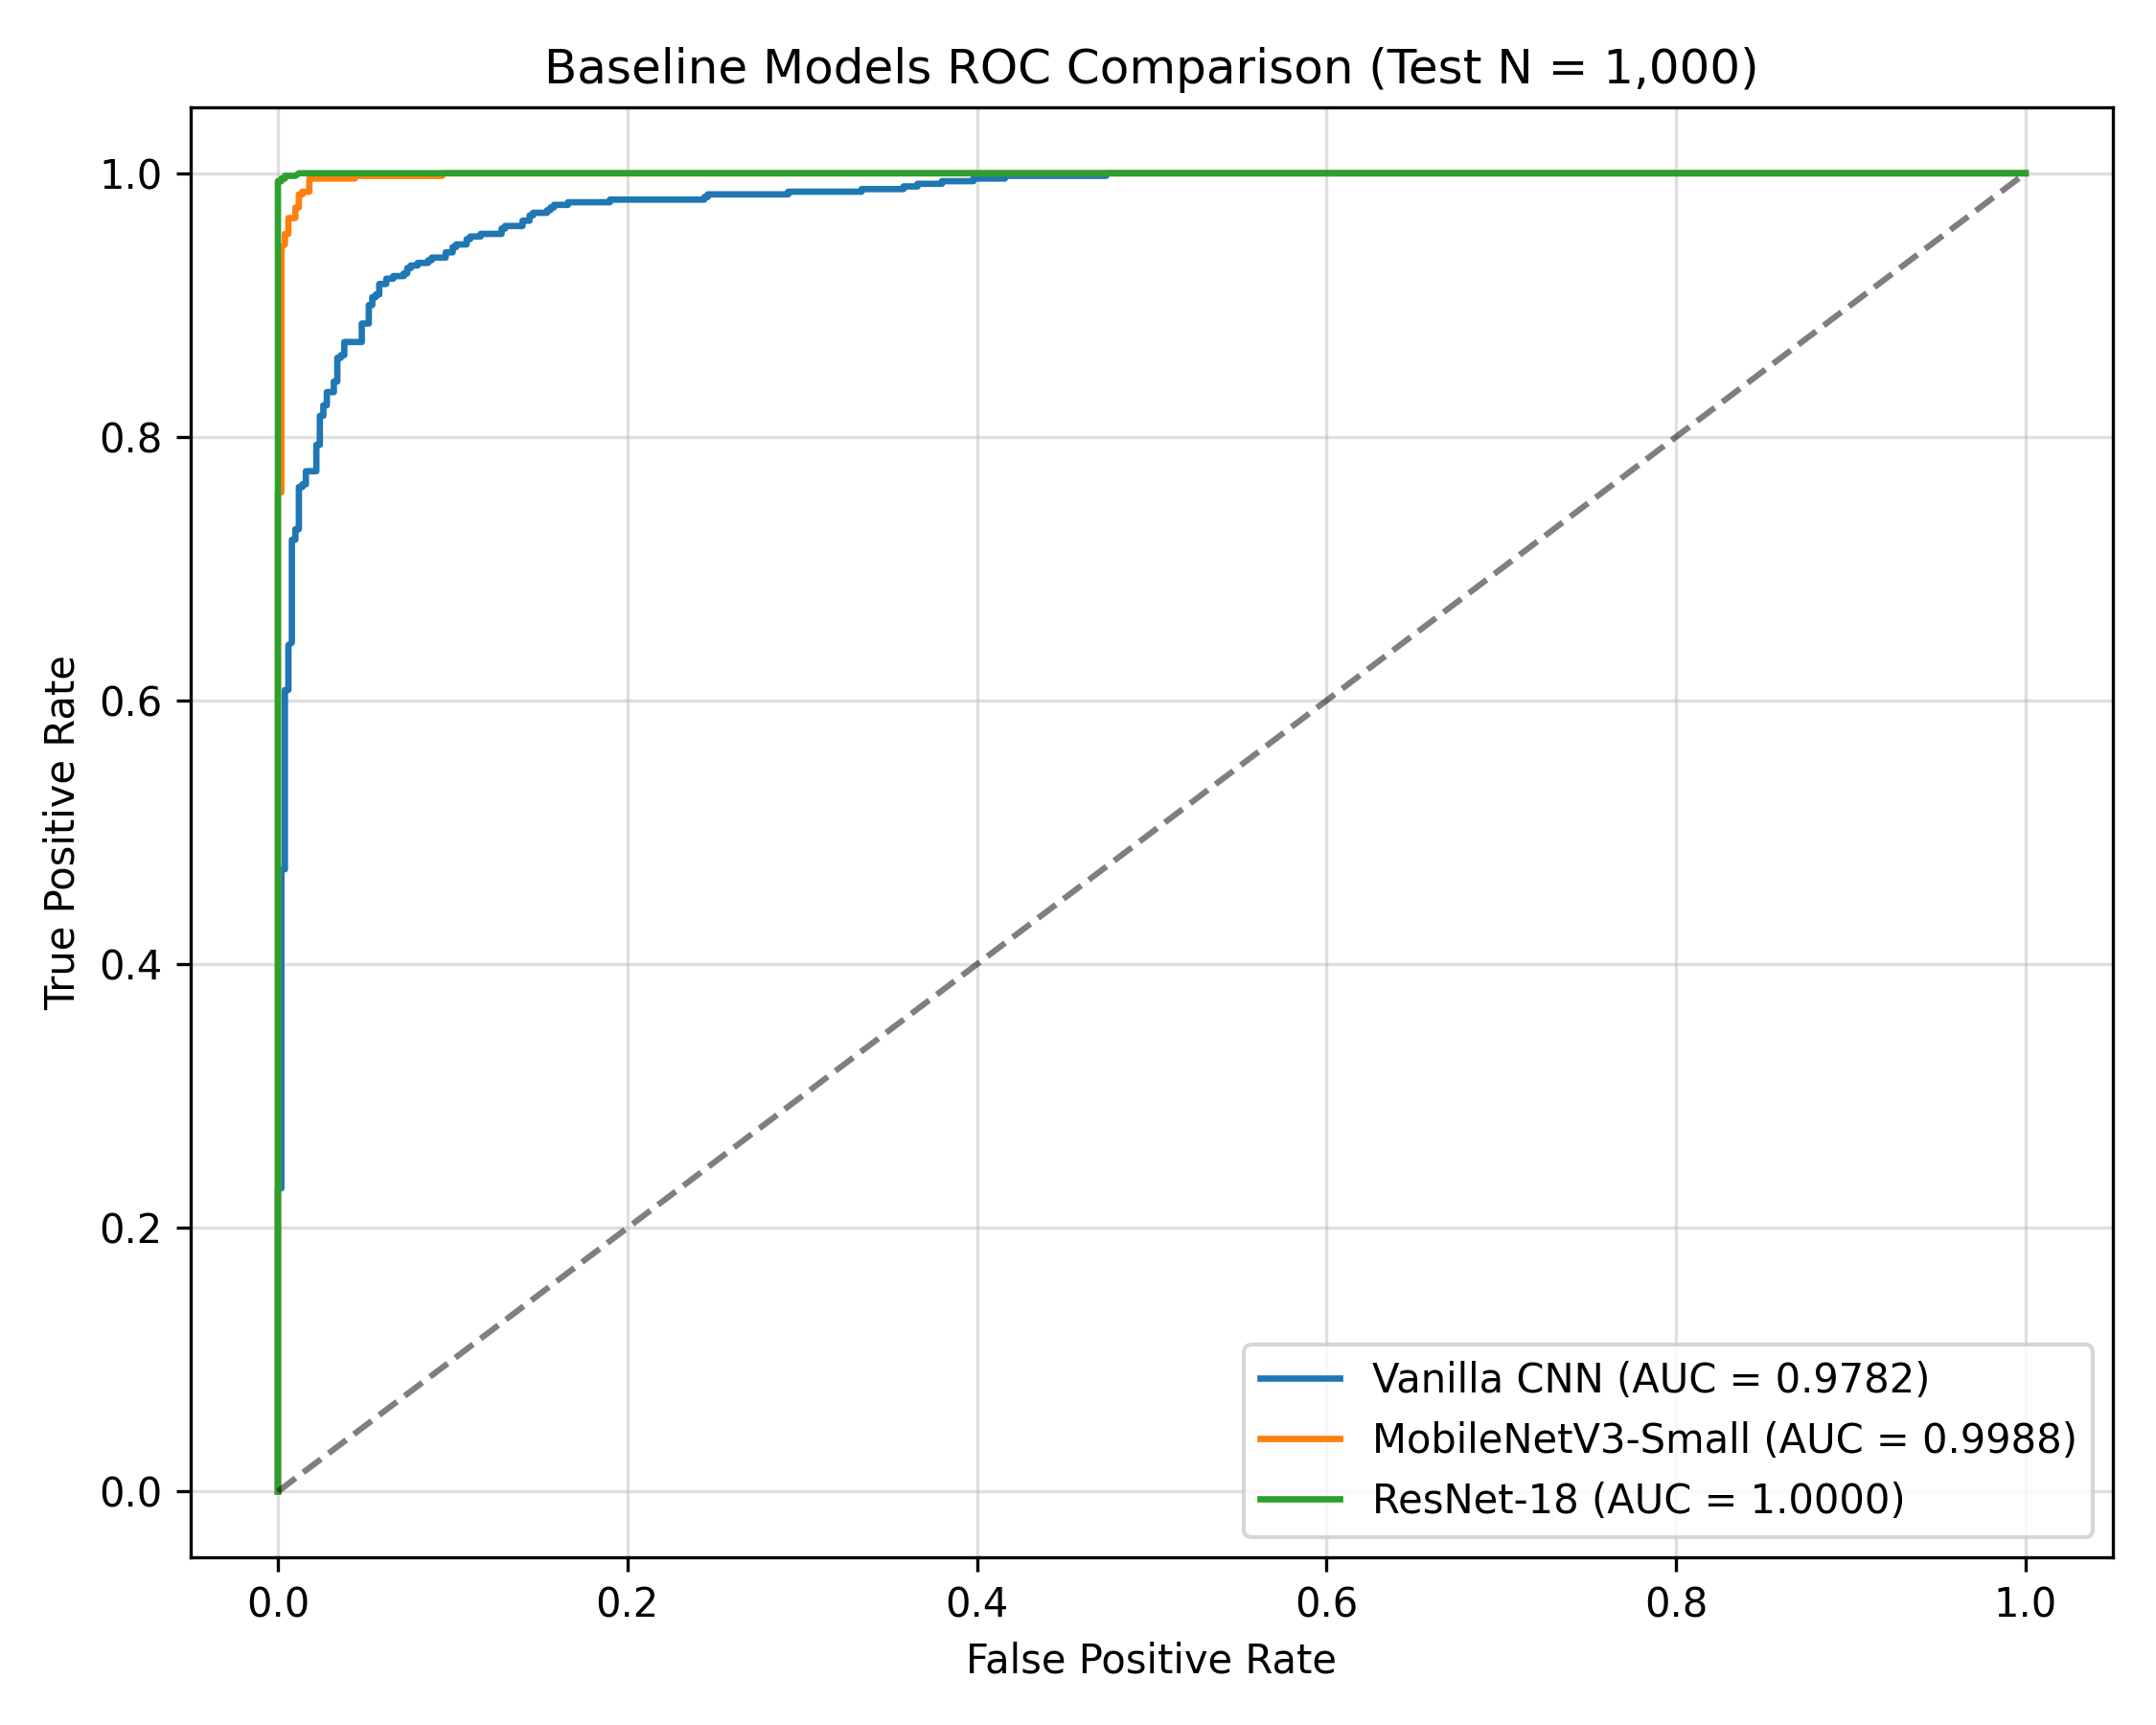 Baseline Models ROC Comparison (Test N = 1,000)
True Positive Rate
1.0
0.8
0.6
0.4
0.2
0.0
Vanilla CNN (AUC = 0.9782)
MobileNetV3-Small (AUC = 0.9988)
ResNet-18 (AUC = 1.0000)
0.0 0.2 0.4 0.6 0.8 1.0
False Positive Rate